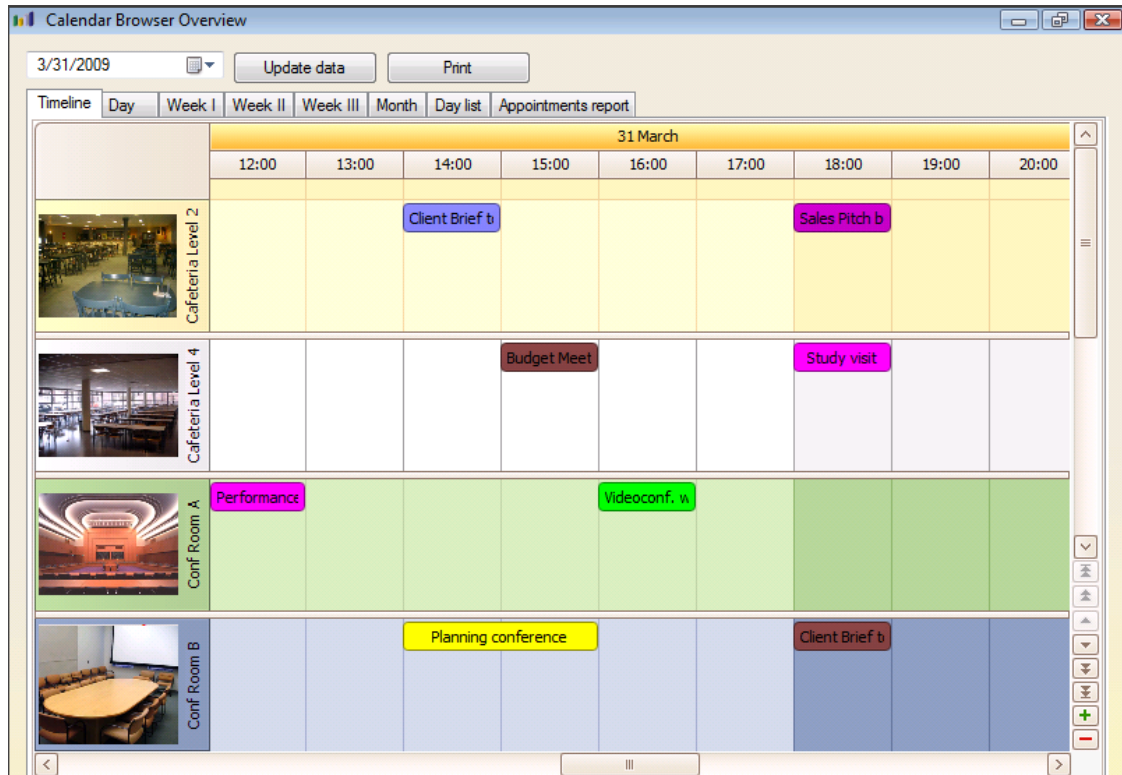 Calendar Browser Overview
3/31/2009
Update data
Print
Timeline Day Week I Week II Week III Month Day list Appointments report
31 March
12:00 13:00 14:00 15:00 16:00 17:00 18:00 19:00 20:00
Cafeteria Level 2
Client Brief t
Sales Pitch b
Cafeteria Level 4
Budget Meet
Study visit
Conf Room A
Performance
Videoconf. w
Conf Room B
Planning conference
Client Brief t